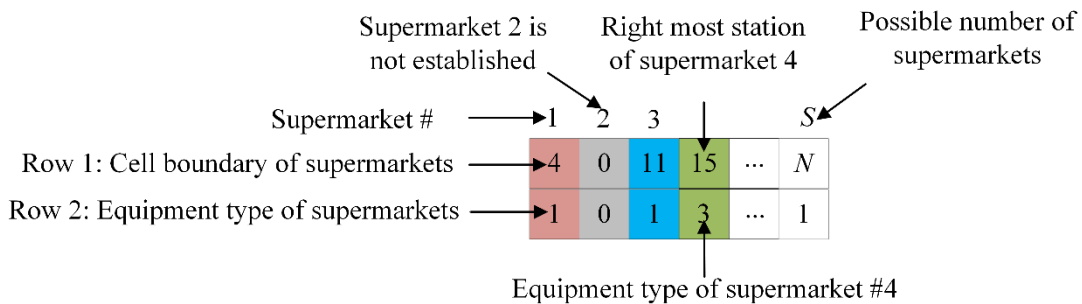 Supermarket 2 is
not established
Right most station
of supermarket 4
Possible number of
supermarkets
Supermarket # 1 2 3 S
Row 1: Cell boundary of supermarkets 4 0 11 15 ... N
Row 2: Equipment type of supermarkets 1 0 1 3 ... 1
Equipment type of supermarket #4